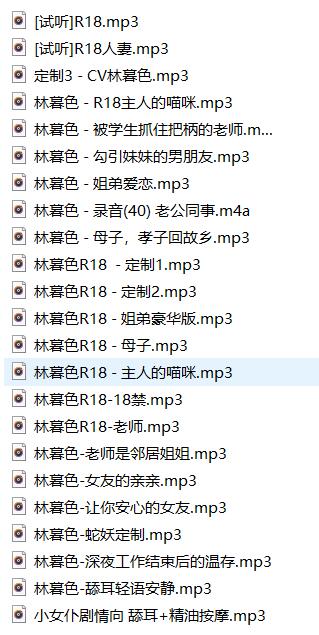 [试听]R18.mp3
[试听]R18人妻.mp3
定制3 - CV林暮色.mp3
林暮色 - R18主人的喵咪.mp3
林暮色 - 被学生抓住把柄的老师.m...
林暮色 - 勾引妹妹的男朋友.mp3
林暮色 - 姐弟爱恋.mp3
林暮色 - 录音(40) 老公同事.m4a
林暮色 - 母子，孝子回故乡.mp3
林暮色R18  - 定制1.mp3
林暮色R18 - 定制2.mp3
林暮色R18 - 姐弟豪华版.mp3
林暮色R18 - 母子.mp3
林暮色R18 - 主人的喵咪.mp3
林暮色R18-18禁.mp3
林暮色R18-老师.mp3
林暮色-老师是邻居姐姐.mp3
林暮色-女友的亲亲.mp3
林暮色-让你安心的女友.mp3
林暮色-蛇妖定制.mp3
林暮色-深夜工作结束后的温存.mp3
林暮色-舔耳轻语安静.mp3
小女仆剧情向 舔耳+精油按摩.mp3